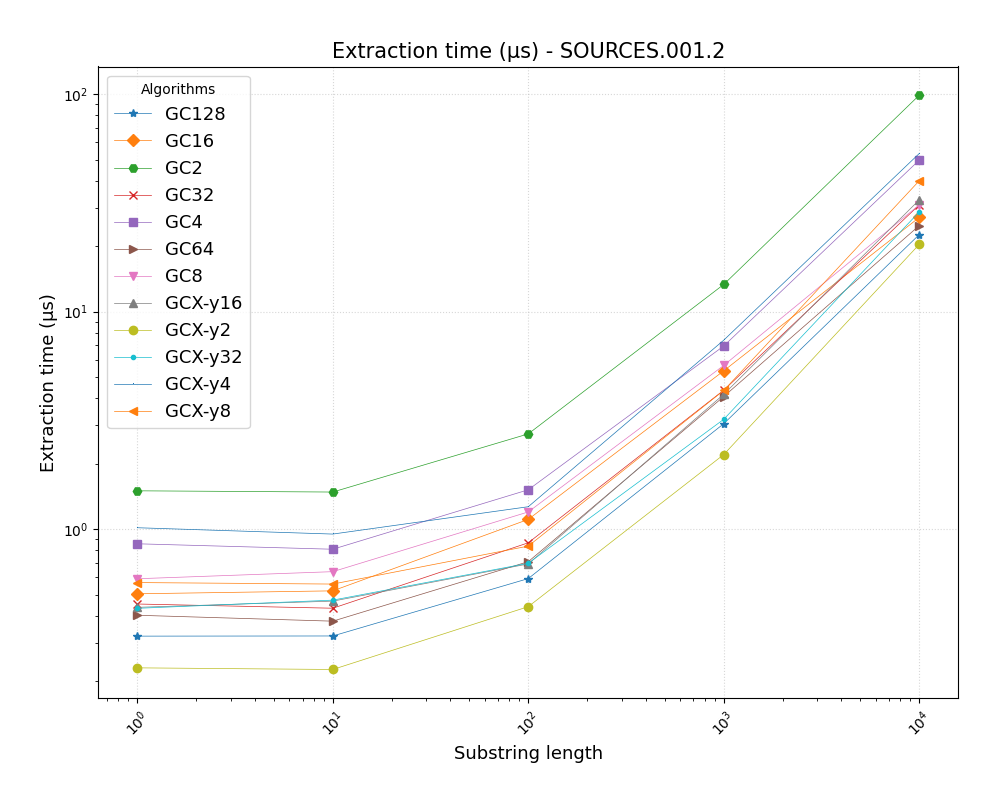 Extraction time (μs) - SOURCES.001.2
Algorithms
GC128
GC16
GC2
GC32
GC4
GC64
GC8
GCX-y16
GCX-y2
GCX-y32
GCX-y4
GCX-y8
Extraction time (μs)
10²
10¹
10⁰
10⁰ 10¹ 10² 10³ 10⁴
Substring length